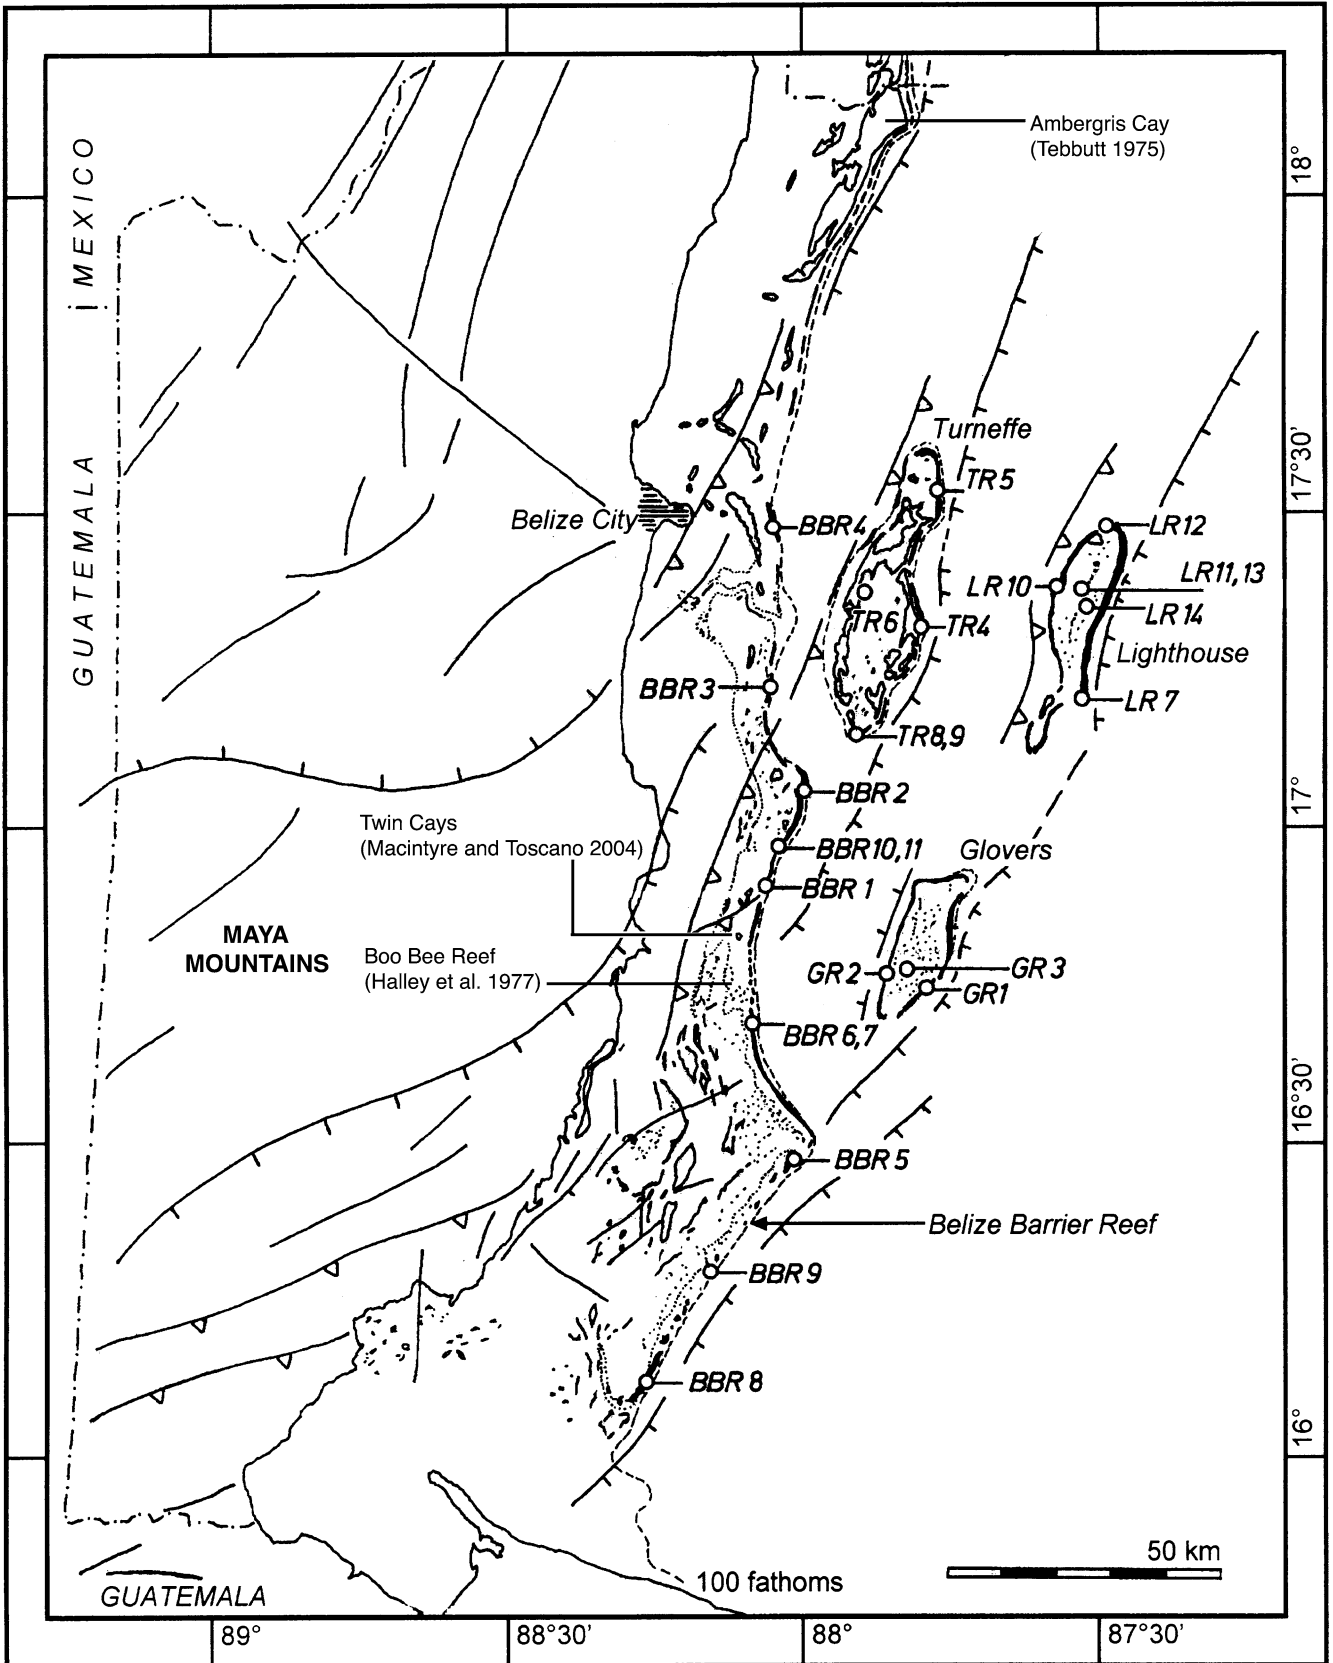 Ambergris Cay
(Tebbutt 1975)
18°
MEXICO
17°30'
Turneffe
TR5
Belize City
BBR4
LR12
LR10
LR11,13
TR6
TR4
LR14
GUATEMALA
Lighthouse
BBR3
LR7
TR8,9
BBR2
17°
Twin Cays
(Macintyre and Toscano 2004)
BBR10,11
Glovers
BBR1
MAYA
MOUNTAINS
Boo Bee Reef
(Halley et al. 1977)
GR2
GR3
GR1
BBR6,7
16°30'
BBR5
Belize Barrier Reef
BBR9
BBR8
16°
50 km
100 fathoms
GUATEMALA
89°
88°30'
88°
87°30'